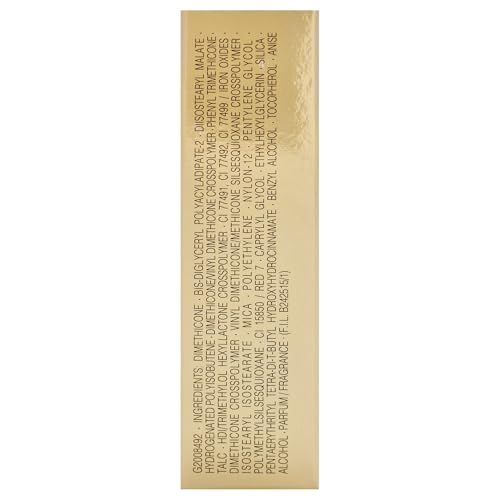 G2008492 · INGREDIENTS: DIMETHICONE · BIS-DIGLYCERYL POLYACYLADIPATE-2 · DIISOSTEARYL MALATE ·
HYDROGENATED POLYISOBUTENE · DIMETHICONE/VINYL DIMETHICONE CROSSPOLYMER · PHENYL TRIMETHICONE ·
TALC · HDI/TRIMETHYLOL HEXYLLACTONE CROSSPOLYMER · CI 77491, CI 77492, CI 77499 / IRON OXIDES ·
DIMETHICONE CROSSPOLYMER · VINYL DIMETHICONE/METHICONE SILSESQUIOXANE CROSSPOLYMER ·
ISOSTEARYL ISOSTEARATE · MICA · POLYETHYLENE · NYLON-12 · PENTYLENE GLYCOL ·
POLYMETHYLSILSESQUIOXANE · CI 15850 / RED 7 · CAPRYLYL GLYCOL · ETHYLHEXYLGLYCERIN · SILICA ·
PENTAERYTHRITYL TETRA-DI-T-BUTYL HYDROXYHYDROCINNAMATE · BENZYL ALCOHOL · TOCOPHEROL · ANISE
ALCOHOL · PARFUM / FRAGRANCE · (F.I.L. B242515/1)